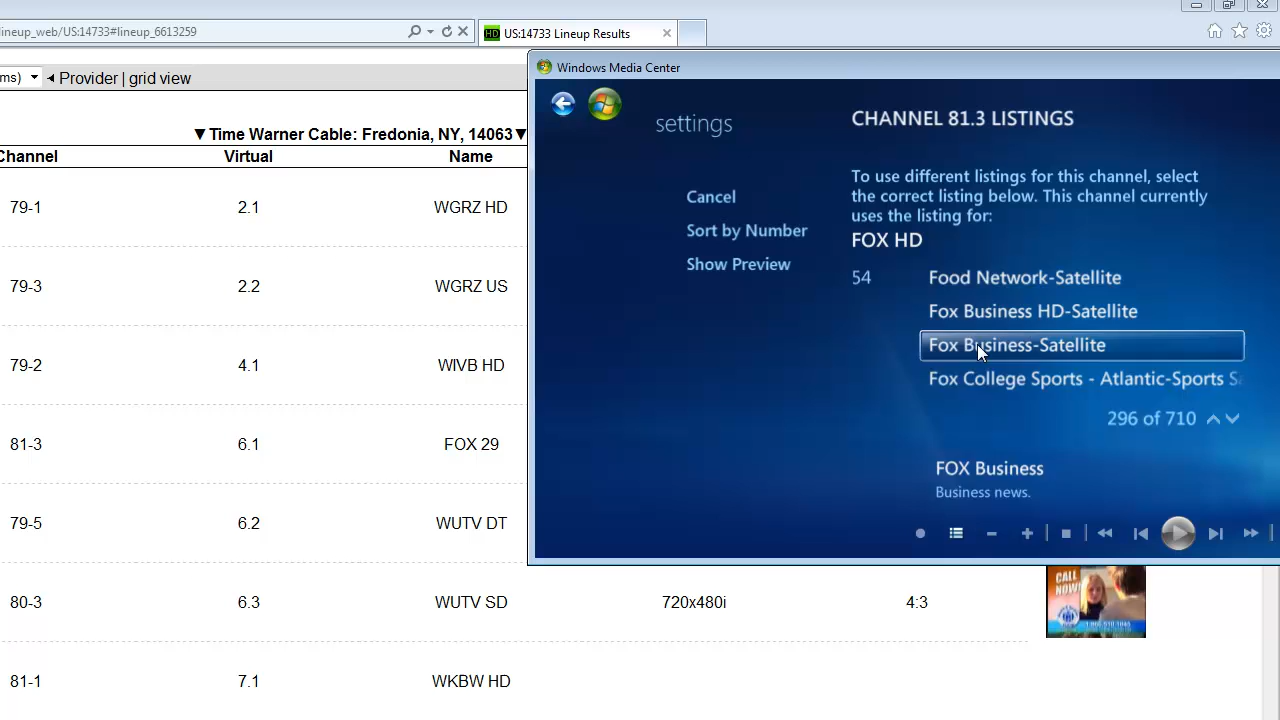 lineup_web/US:14733#lineup_6613259
HD US:14733 Lineup Results
ms) Provider | grid view
▼ Time Warner Cable: Fredonia, NY, 14063 ▼
Channel Virtual Name
79-1 2.1 WGRZ HD
79-3 2.2 WGRZ US
79-2 4.1 WIVB HD
81-3 6.1 FOX 29
79-5 6.2 WUTV DT
80-3 6.3 WUTV SD 720x480i 4:3
81-1 7.1 WKBW HD
Windows Media Center
settings
Cancel
Sort by Number
Show Preview
CHANNEL 81.3 LISTINGS
To use different listings for this channel, select
the correct listing below. This channel currently
uses the listing for:
FOX HD
54 Food Network-Satellite
Fox Business HD-Satellite
Fox Business-Satellite
Fox College Sports - Atlantic-Sports S
296 of 710
FOX Business
Business news.
CALL
NOW!